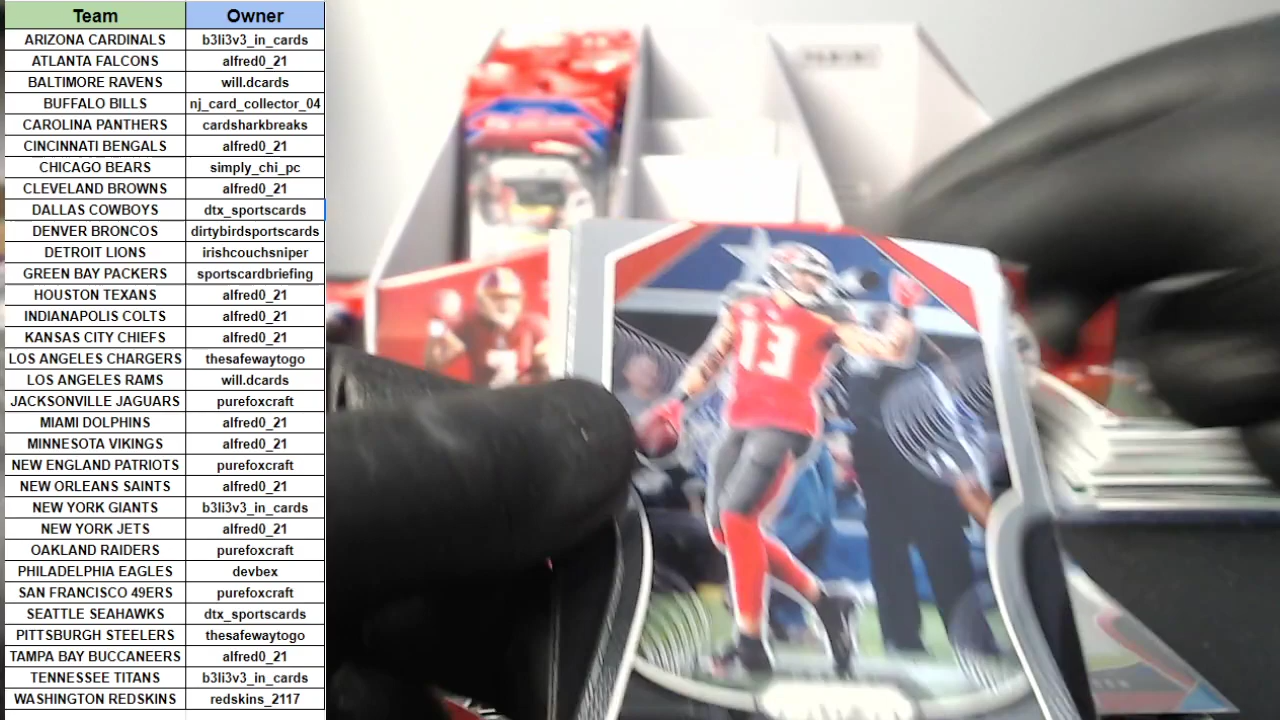 Team Owner
ARIZONA CARDINALS b3li3v3_in_cards
ATLANTA FALCONS alfred0_21
BALTIMORE RAVENS will.dcards
BUFFALO BILLS nj_card_collector_04
CAROLINA PANTHERS cardsharkbreaks
CINCINNATI BENGALS alfred0_21
CHICAGO BEARS simply_chi_pc
CLEVELAND BROWNS alfred0_21
DALLAS COWBOYS dtx_sportscards
DENVER BRONCOS dirtybirdsportscards
DETROIT LIONS irishcouchsniper
GREEN BAY PACKERS sportscardbriefing
HOUSTON TEXANS alfred0_21
INDIANAPOLIS COLTS alfred0_21
KANSAS CITY CHIEFS alfred0_21
LOS ANGELES CHARGERS thesafewaytogo
LOS ANGELES RAMS will.dcards
JACKSONVILLE JAGUARS purefoxcraft
MIAMI DOLPHINS alfred0_21
MINNESOTA VIKINGS alfred0_21
NEW ENGLAND PATRIOTS purefoxcraft
NEW ORLEANS SAINTS alfred0_21
NEW YORK GIANTS b3li3v3_in_cards
NEW YORK JETS alfred0_21
OAKLAND RAIDERS purefoxcraft
PHILADELPHIA EAGLES devbex
SAN FRANCISCO 49ERS purefoxcraft
SEATTLE SEAHAWKS dtx_sportscards
PITTSBURGH STEELERS thesafewaytogo
TAMPA BAY BUCCANEERS alfred0_21
TENNESSEE TITANS b3li3v3_in_cards
WASHINGTON REDSKINS redskins_2117
PANINI
13
7